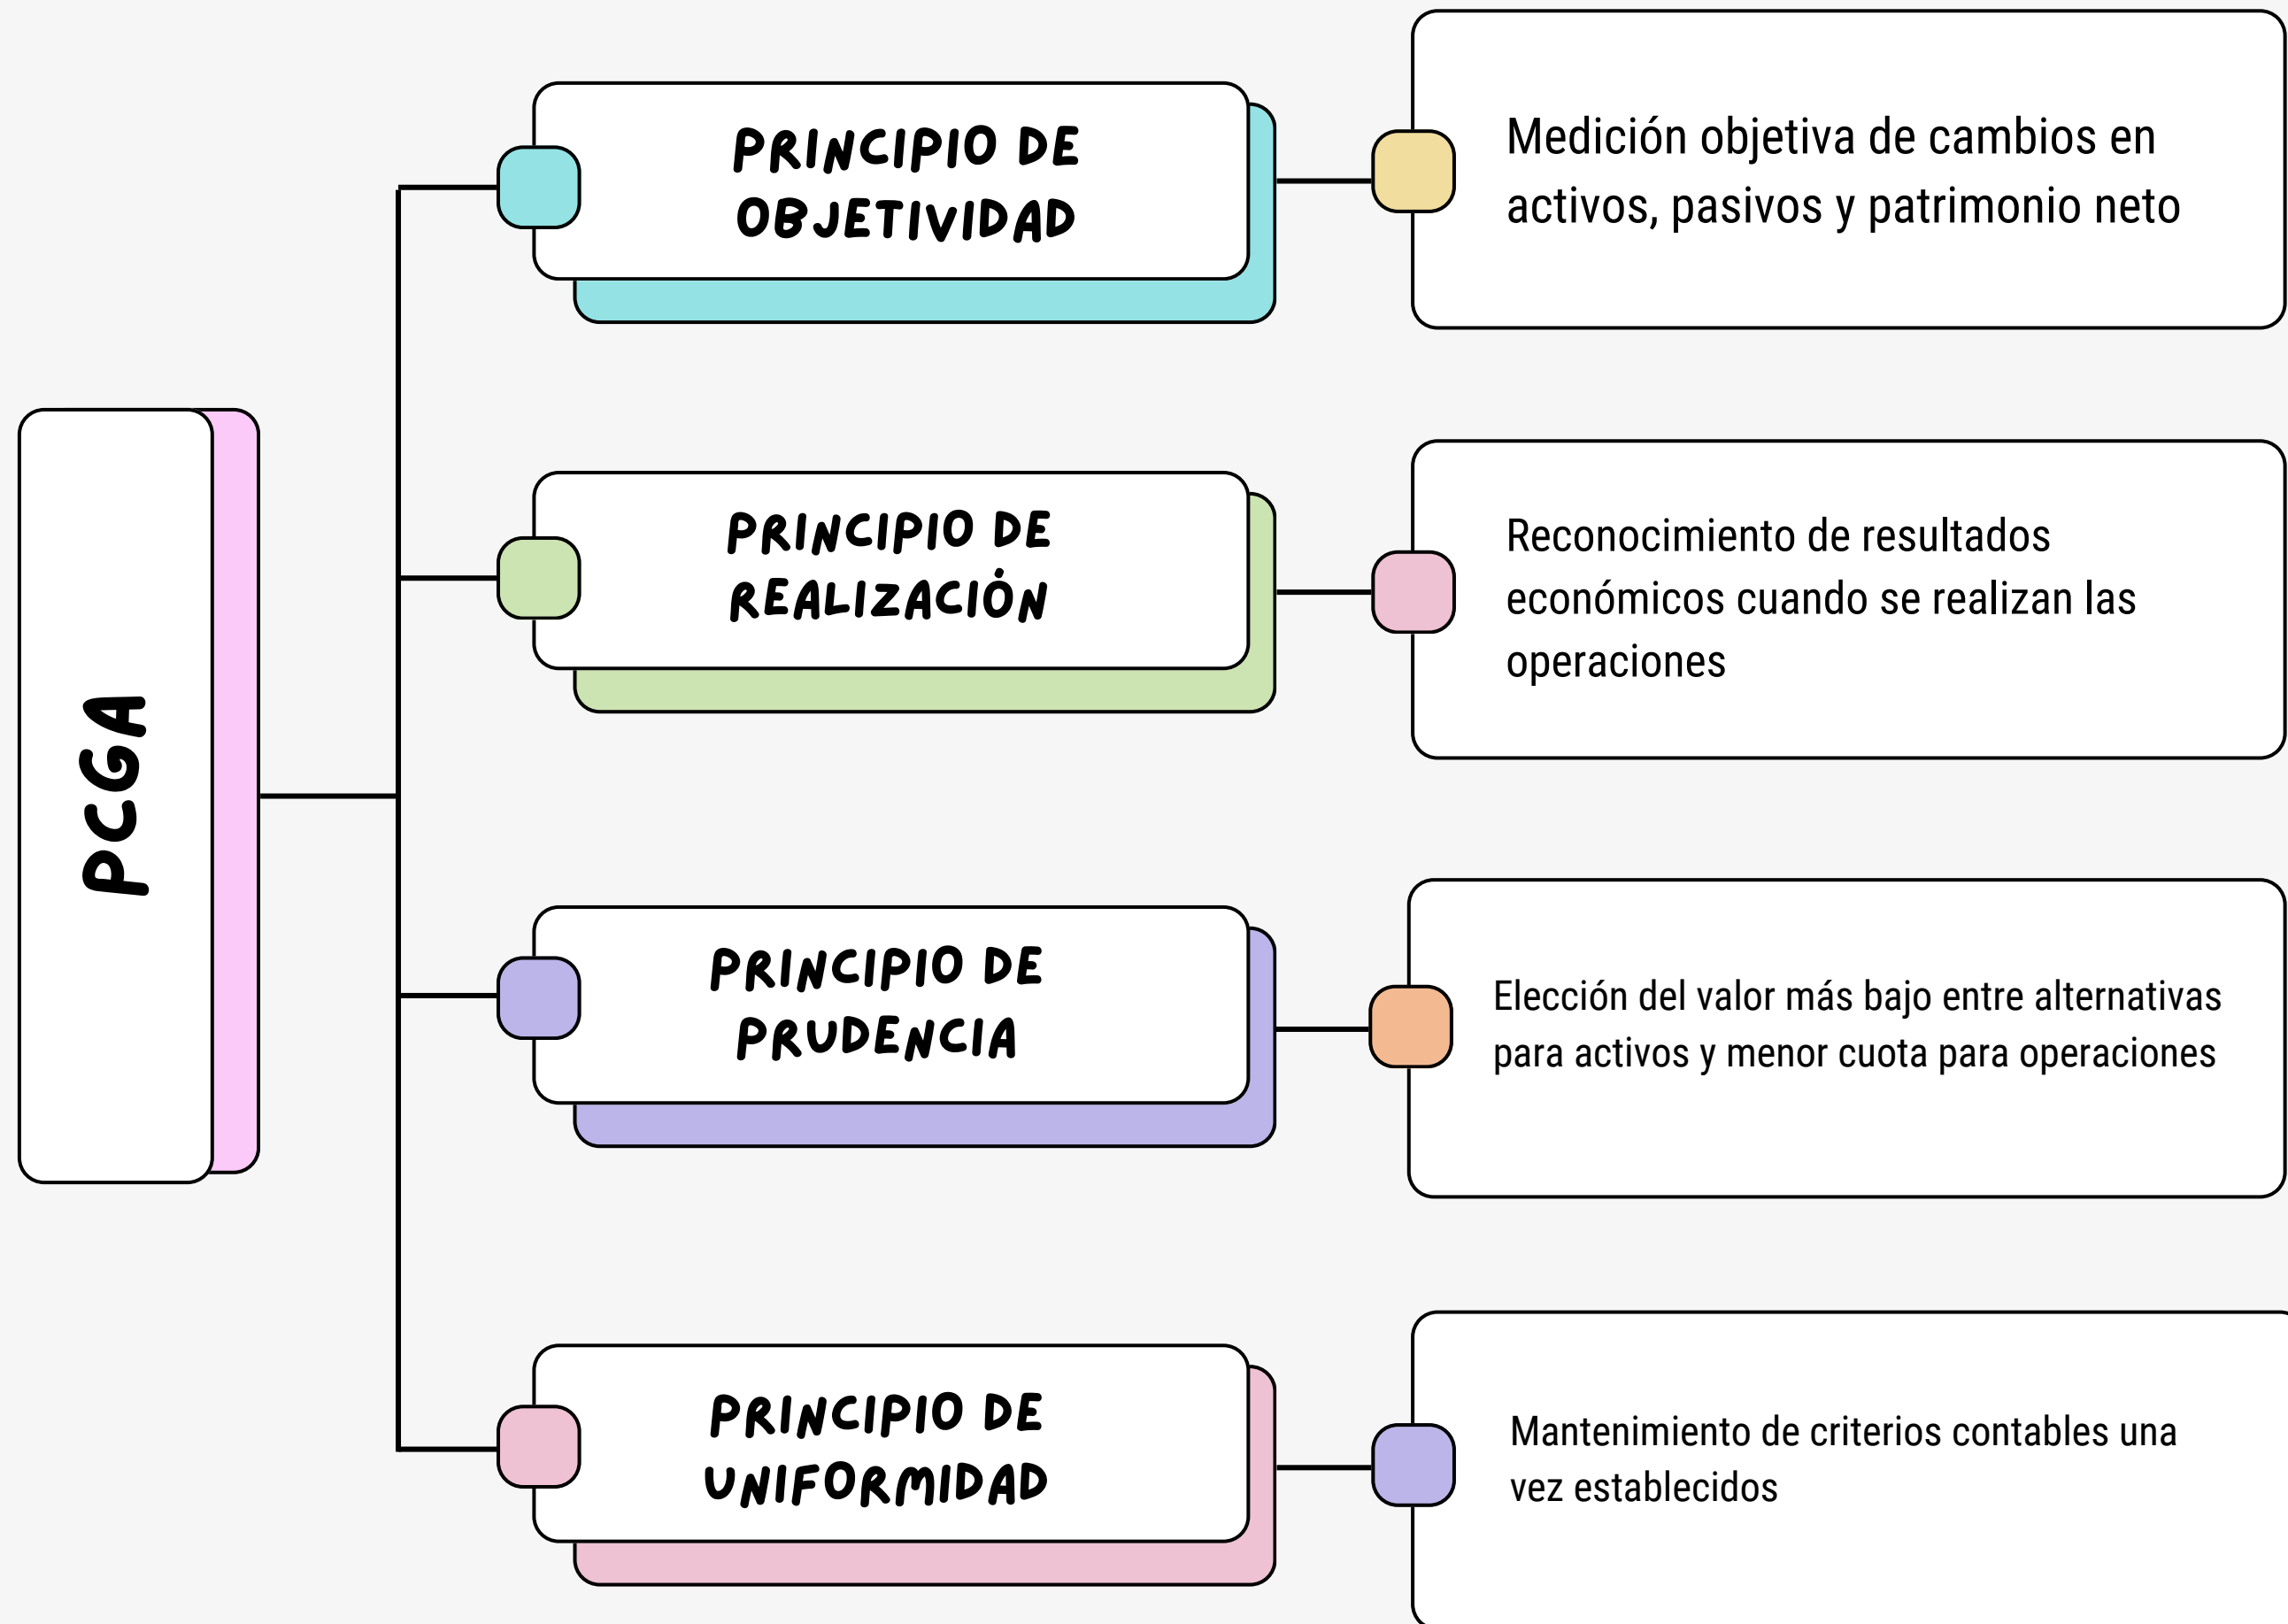 PCGA
PRINCIPIO DE
OBJETIVIDAD
Medición objetiva de cambios en
activos, pasivos y patrimonio neto
PRINCIPIO DE
REALIZACIÓN
Reconocimiento de resultados
económicos cuando se realizan las
operaciones
PRINCIPIO DE
PRUDENCIA
Elección del valor más bajo entre alternativas
para activos y menor cuota para operaciones
PRINCIPIO DE
UNIFORMIDAD
Mantenimiento de criterios contables una
vez establecidos